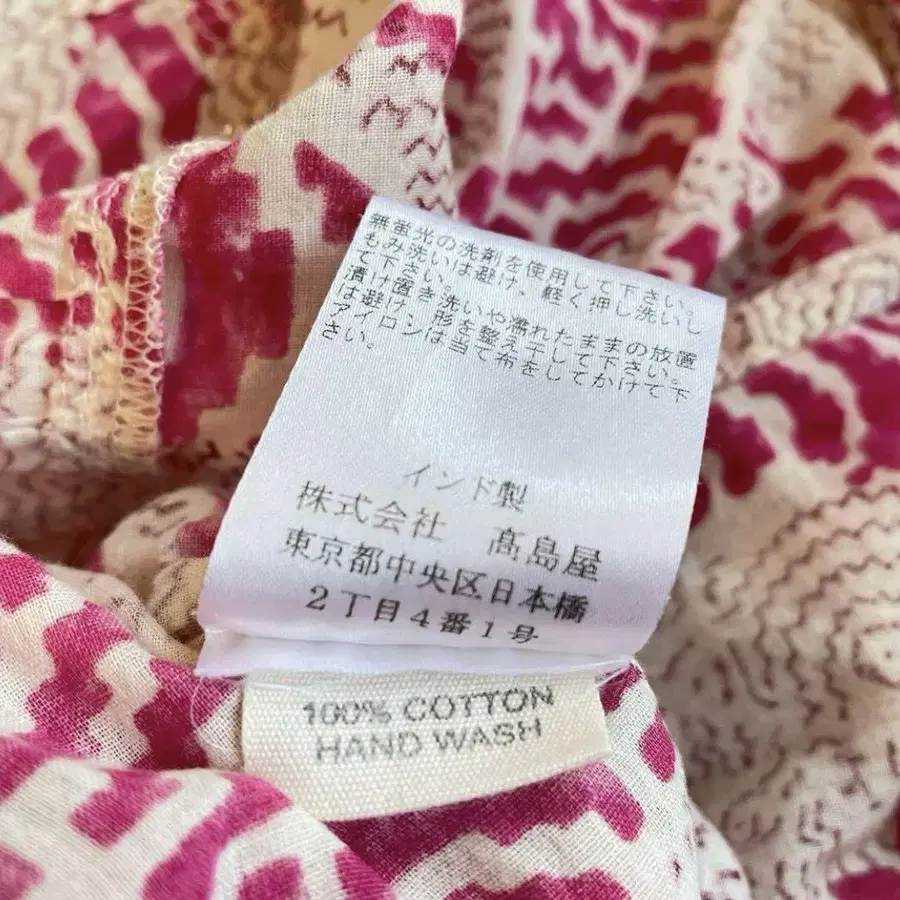 無蛍光の洗剤を使用して下さい。
もみ洗いは避け、軽く押し洗いし
て下さい。
漬け置き洗いや濡れたままの放置
は避け、形を整え干して下さい。
アイロンは当て布をしてかけて下
さい。
インド製
株式会社 髙島屋
東京都中央区日本橋
2丁目4番1号
100% COTTON
HAND WASH